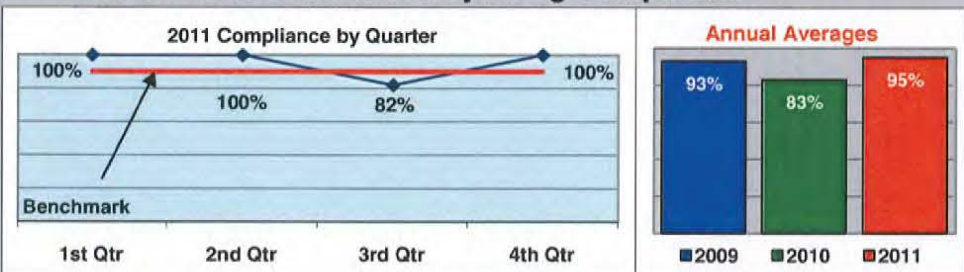 2011 Compliance by Quarter
100%
100%
82%
100%
Benchmark
1st Qtr 2nd Qtr 3rd Qtr 4th Qtr
Annual Averages
93%
83%
95%
2009 2010 2011